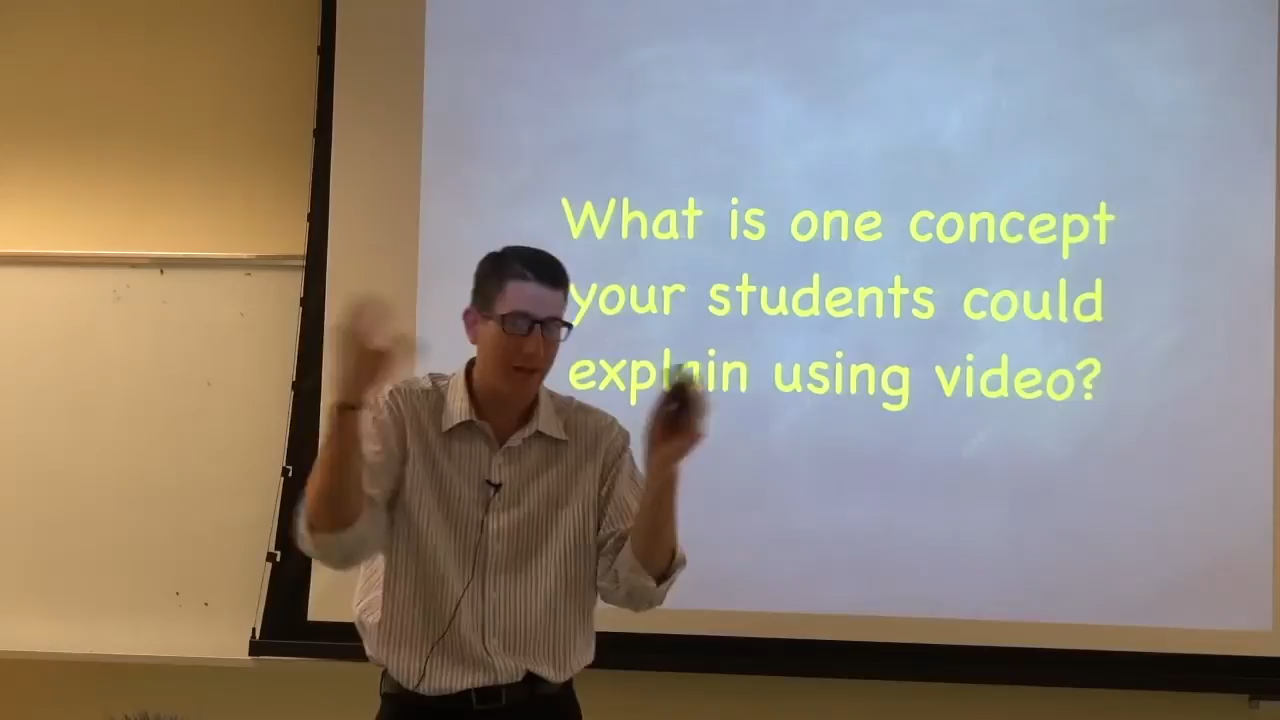 What is one concept
your students could
explain using video?